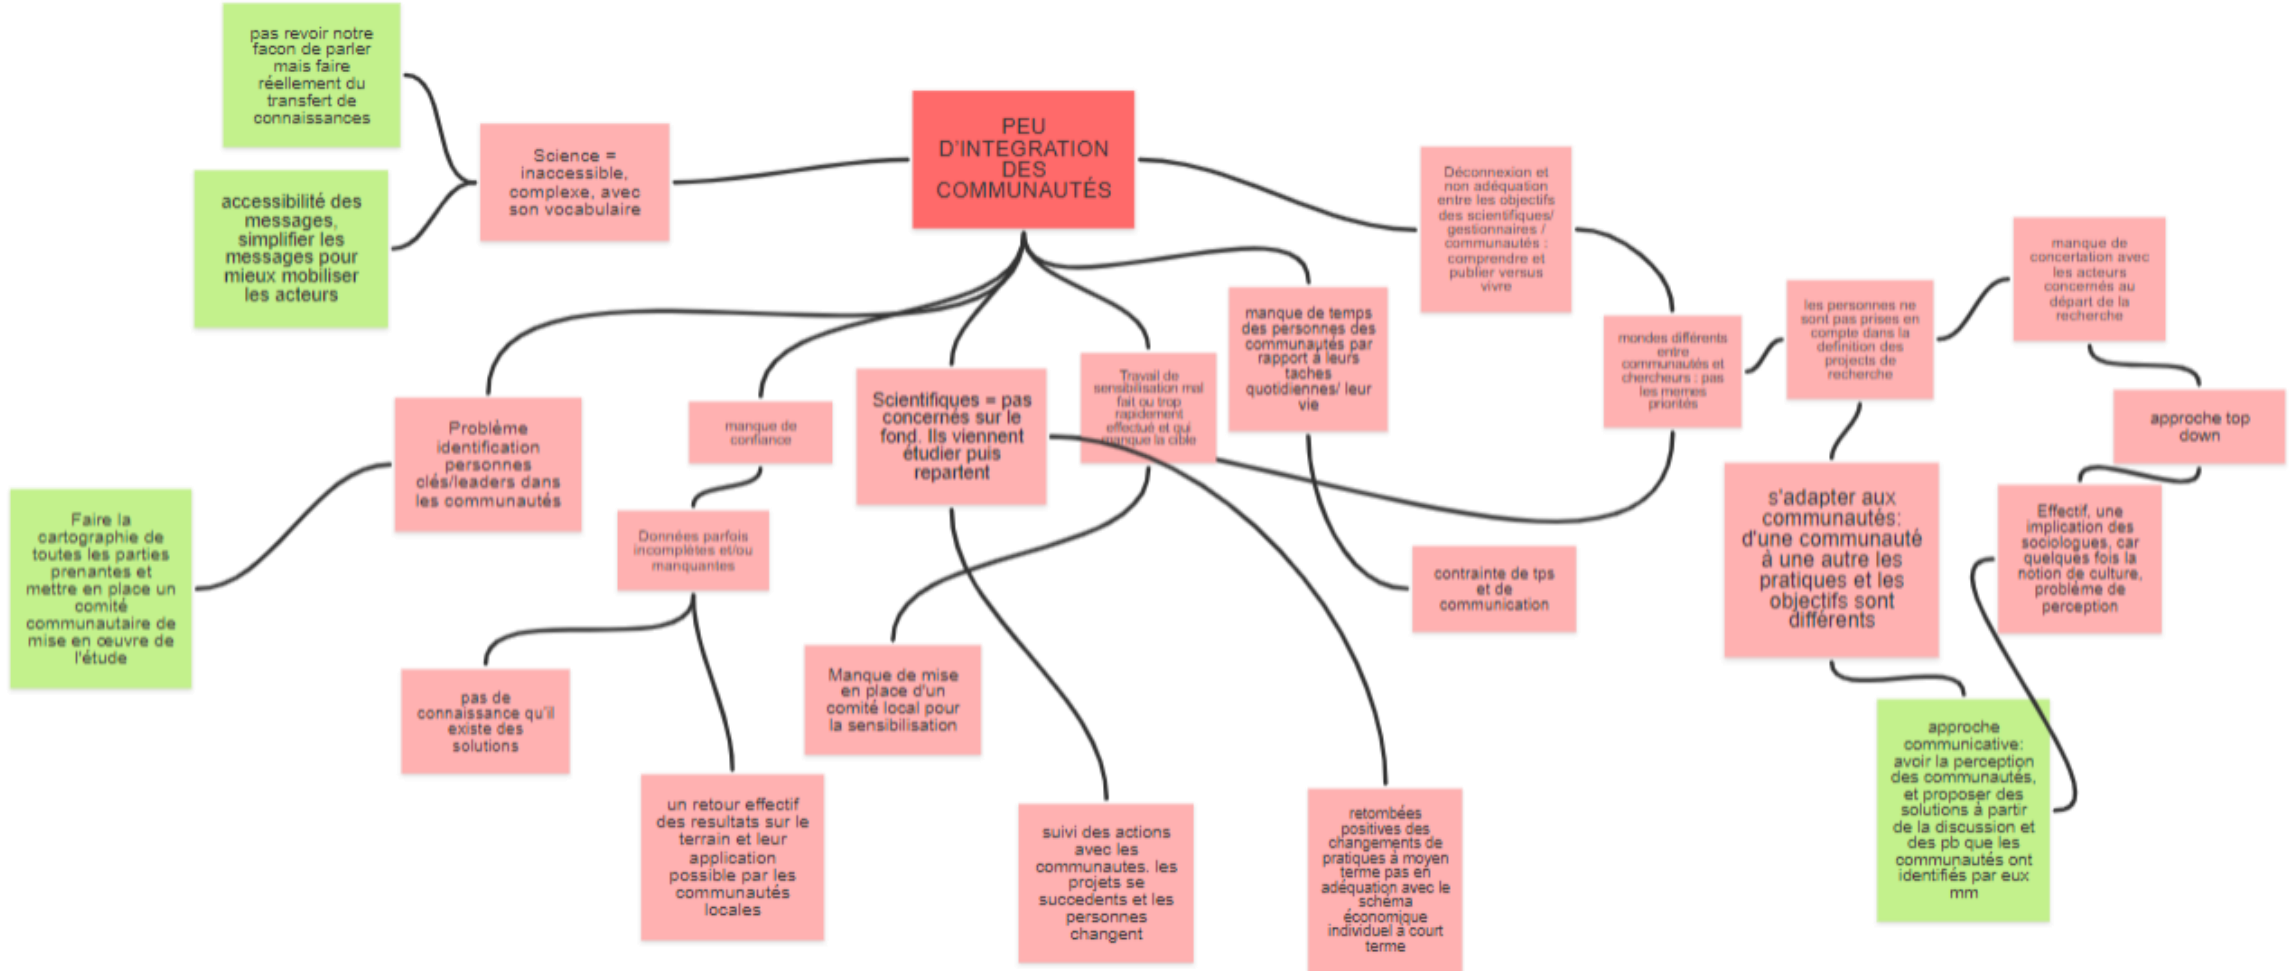 pas revoir notre
facon de parler
mais faire
réellement du
transfert de
connaissances
accessibilité des
messages,
simplifier les
messages pour
mieux mobiliser
les acteurs
Science =
inaccessible,
complexe, avec
son vocabulaire
PEU
D'INTEGRATION
DES
COMMUNAUTÉS
Déconnexion et
non adéquation
entre les objectifs
des scientifiques/
gestionnaires /
communautés :
comprendre et
publier versus
vivre
manque de
concertation avec
les acteurs
concernés au
départ de la
recherche
les personnes ne
sont pas prises en
compte dans la
definition des
projects de
recherche
mondes différents
entre
communautés et
chercheurs : pas
les memes
priorités
manque de temps
des personnes des
communautés par
rapport à leurs
taches
quotidiennes/ leur
vie
Travail de
sensibilisation mal
fait ou trop
rapidement
effectué et qui
manque la cible
Scientifiques = pas
concernés sur le
fond. Ils viennent
étudier puis
repartent
manque de
confiance
Problème
identification
personnes
clés/leaders dans
les communautés
approche top
down
Faire la
cartographie de
toutes les parties
prenantes et
mettre en place un
comité
communautaire de
mise en œuvre de
l'étude
Données parfois
incomplètes et/ou
manquantes
s'adapter aux
communautés:
d'une communauté
à une autre les
pratiques et les
objectifs sont
différents
Effectif, une
implication des
sociologues, car
quelques fois la
notion de culture,
problème de
perception
contrainte de tps
et de
communication
pas de
connaissance qu'il
existe des
solutions
Manque de mise
en place d'un
comité local pour
la sensibilisation
un retour effectif
des resultats sur le
terrain et leur
application
possible par les
communautés
locales
suivi des actions
avec les
communautes. les
projets se
succedents et les
personnes
changent
retombées
positives des
changements de
pratiques à moyen
terme pas en
adéquation avec le
schéma
économique
individuel à court
terme
approche
communicative:
avoir la perception
des communautés,
et proposer des
solutions à partir
de la discussion et
des pb que les
communautés ont
identifiés par eux
mm